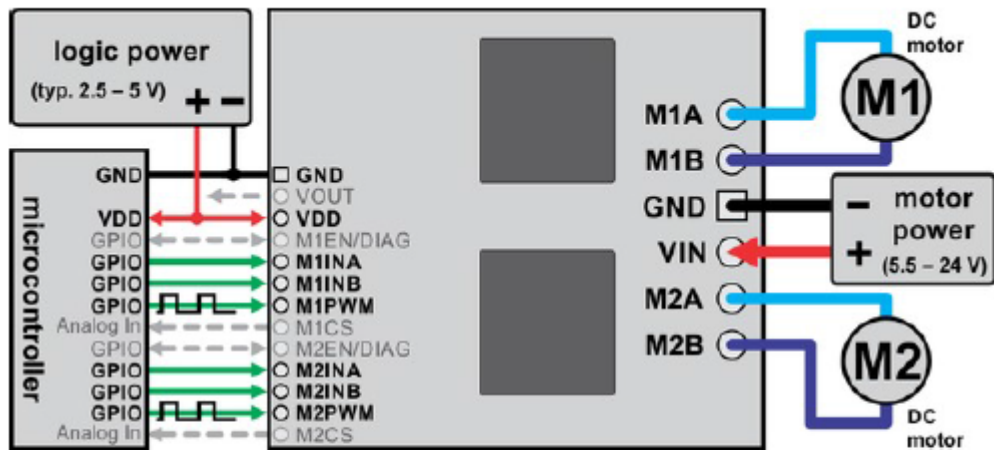 logic power
(typ. 2.5 – 5 V)
+ −
microcontroller
GND
VDD
GPIO
GPIO
GPIO
GPIO
Analog In
GPIO
GPIO
GPIO
GPIO
Analog In
GND
VOUT
VDD
M1EN/DIAG
M1INA
M1INB
M1PWM
M1CS
M2EN/DIAG
M2INA
M2INB
M2PWM
M2CS
M1A
M1B
GND
VIN
M2A
M2B
DC
motor
M1
− motor
power
+ (5.5 – 24 V)
M2
DC
motor